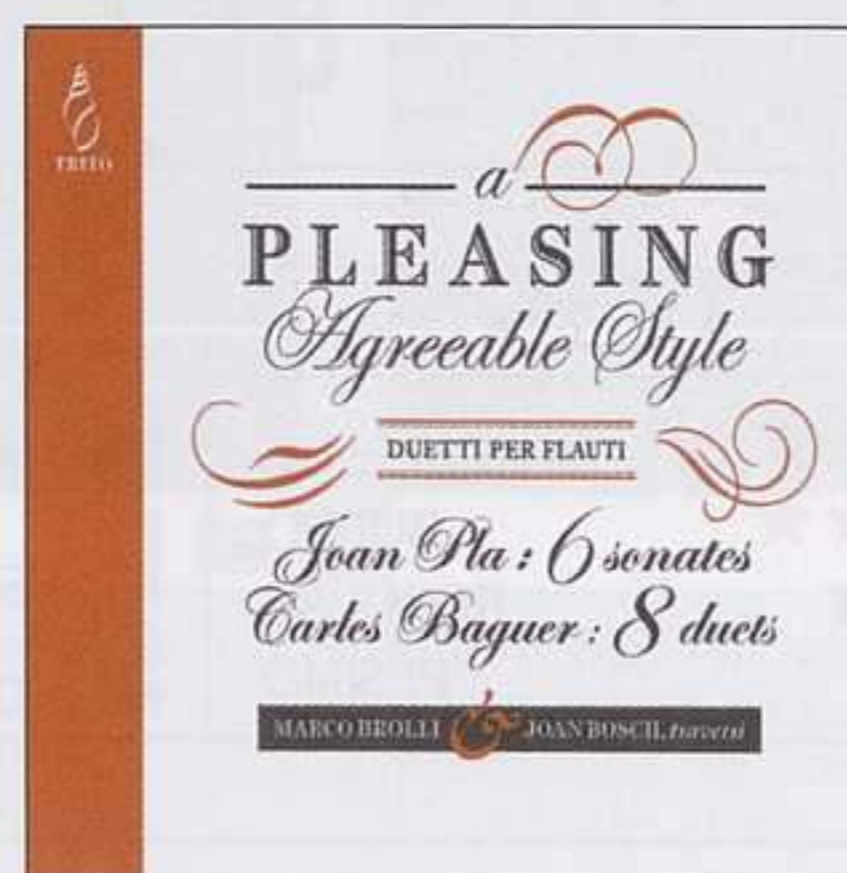 TRITÓ
a
PLEASING
Agreeable Style
DUETTI PER FLAUTI
Joan Pla : 6 sonates
Carles Baguer : 8 duets
MARCO BROLLI & JOAN BOSCH, traversi